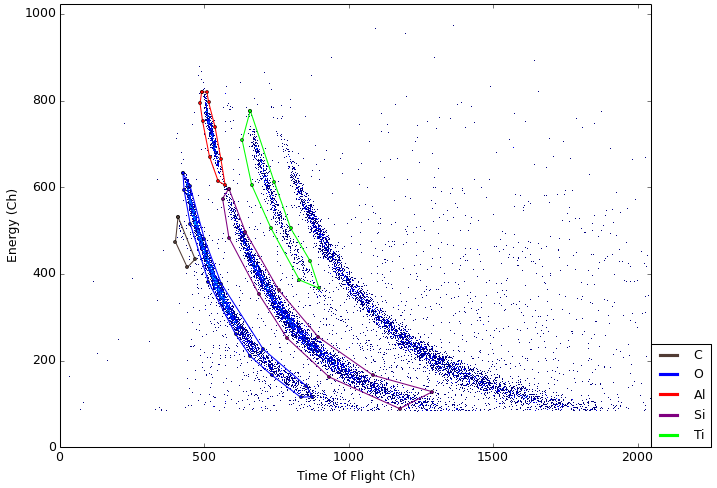 1000
800
600
400
200
0
Energy (Ch)
0 500 1000 1500 2000
Time Of Flight (Ch)
C
O
Al
Si
Ti